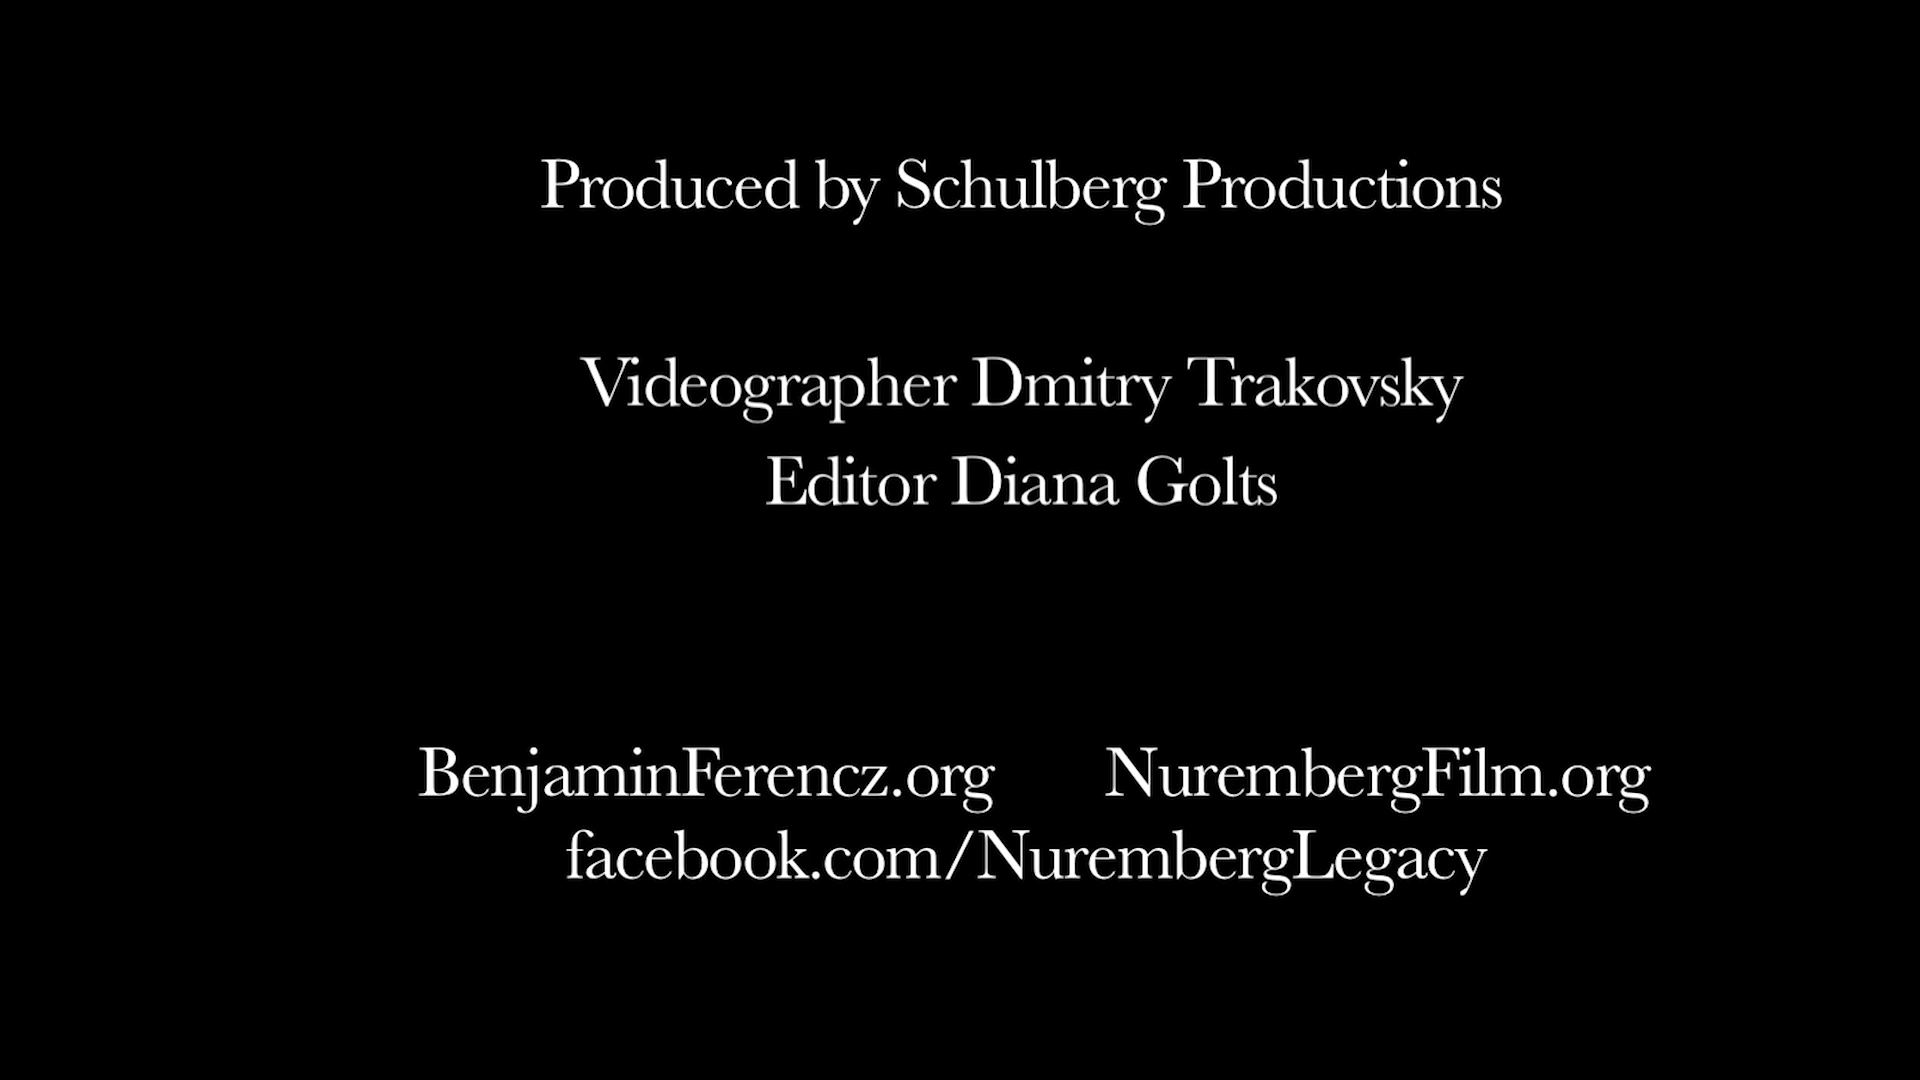 Produced by Schulberg Productions
Videographer Dmitry Trakovsky
Editor Diana Golts
BenjaminFerencz.org NurembergFilm.org
facebook.com/NurembergLegacy